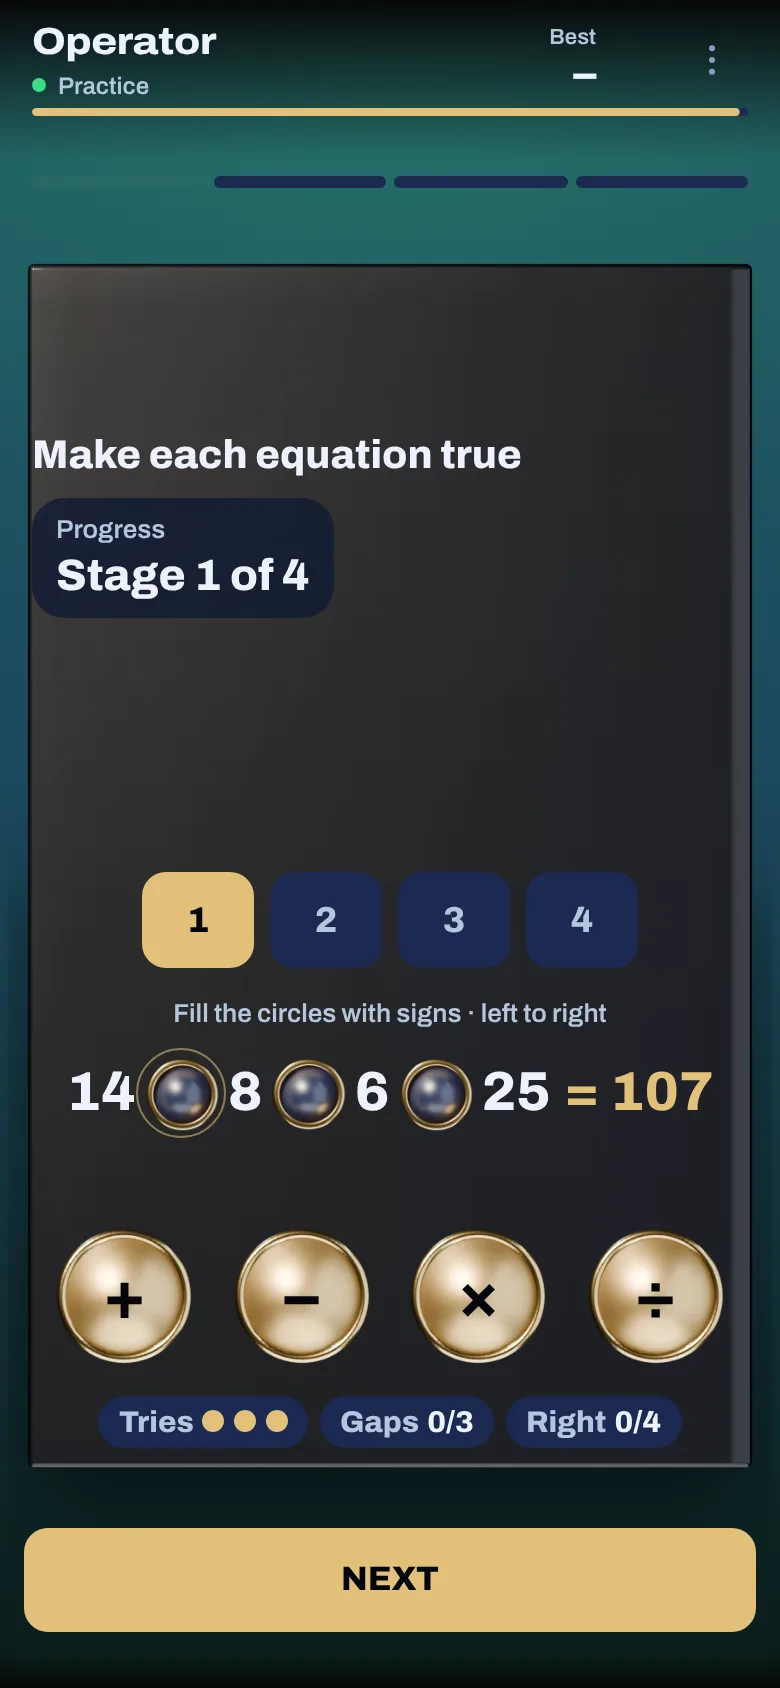 Operator
Best
Practice
–
Make each equation true
Progress
Stage 1 of 4
1 2 3 4
Fill the circles with signs · left to right
14 8 6 25 = 107
+ − × ÷
Tries Gaps 0/3 Right 0/4
NEXT